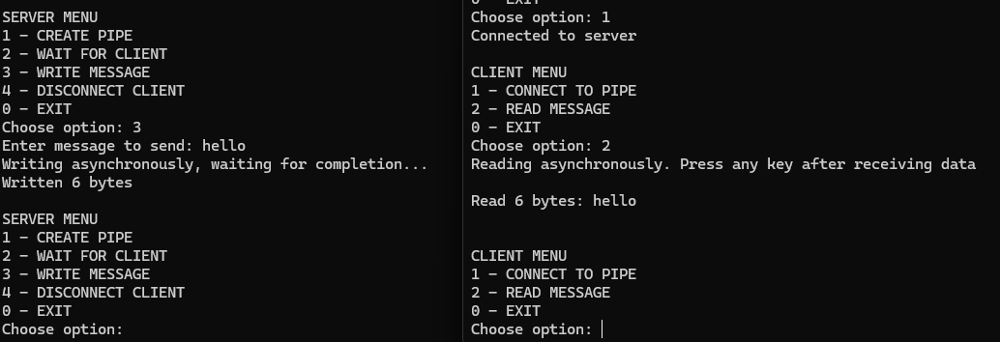 SERVER MENU
1 - CREATE PIPE
2 - WAIT FOR CLIENT
3 - WRITE MESSAGE
4 - DISCONNECT CLIENT
0 - EXIT
Choose option: 3
Enter message to send: hello
Writing asynchronously, waiting for completion...
Written 6 bytes
SERVER MENU
1 - CREATE PIPE
2 - WAIT FOR CLIENT
3 - WRITE MESSAGE
4 - DISCONNECT CLIENT
0 - EXIT
Choose option:
0 - EXIT
Choose option: 1
Connected to server
CLIENT MENU
1 - CONNECT TO PIPE
2 - READ MESSAGE
0 - EXIT
Choose option: 2
Reading asynchronously. Press any key after receiving data
Read 6 bytes: hello
CLIENT MENU
1 - CONNECT TO PIPE
2 - READ MESSAGE
0 - EXIT
Choose option: